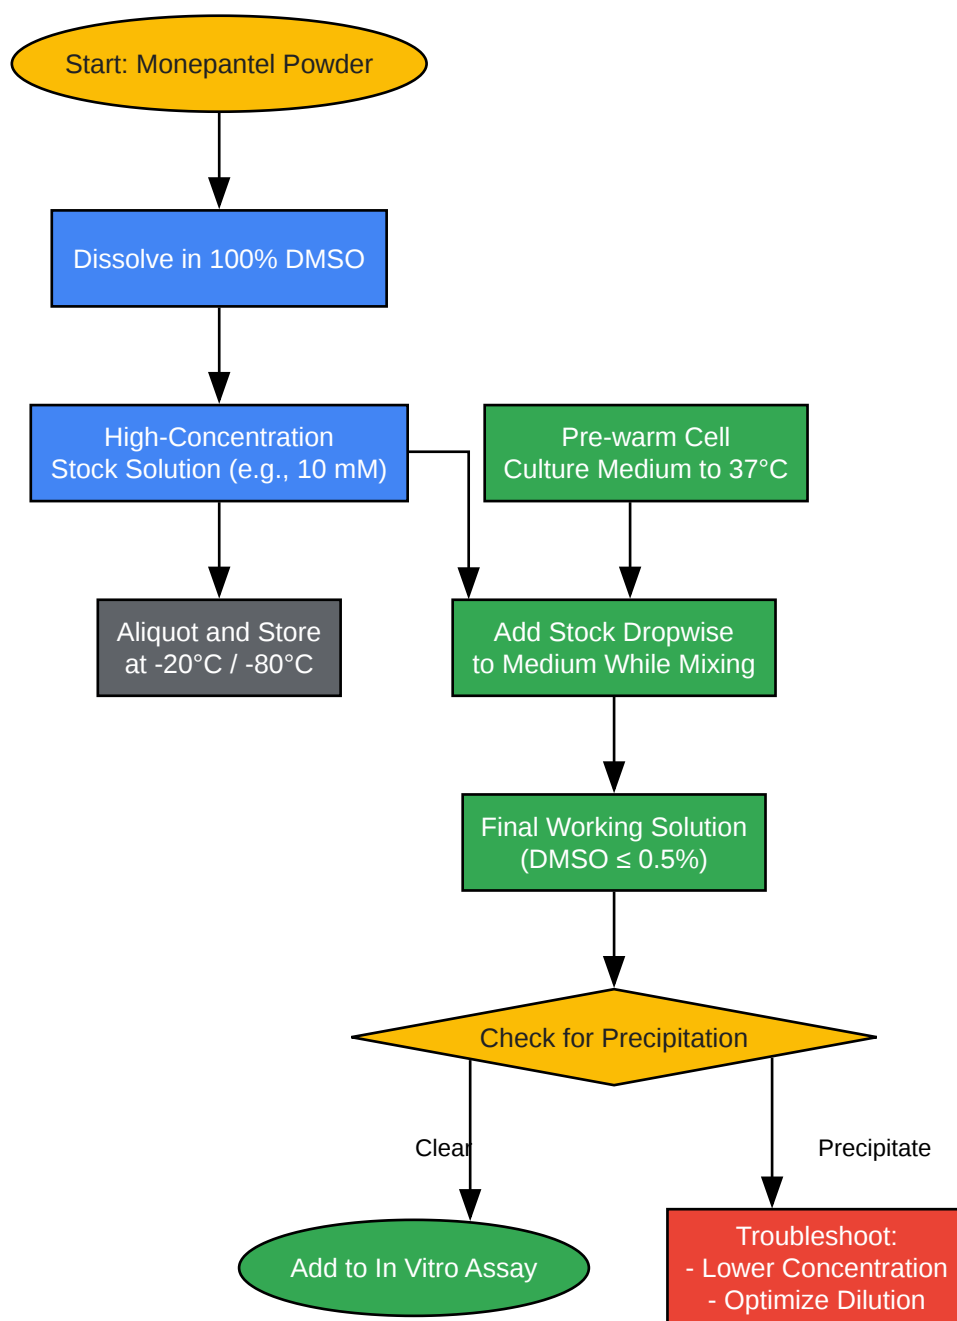 Start: Monepantel Powder
Dissolve in 100% DMSO
High-Concentration
Stock Solution (e.g., 10 mM)
Pre-warm Cell
Culture Medium to 37°C
Aliquot and Store
at -20°C / -80°C
Add Stock Dropwise
to Medium While Mixing
Final Working Solution
(DMSO ≤ 0.5%)
Check for Precipitation
Clear
Precipitate
Add to In Vitro Assay
Troubleshoot:
- Lower Concentration
- Optimize Dilution